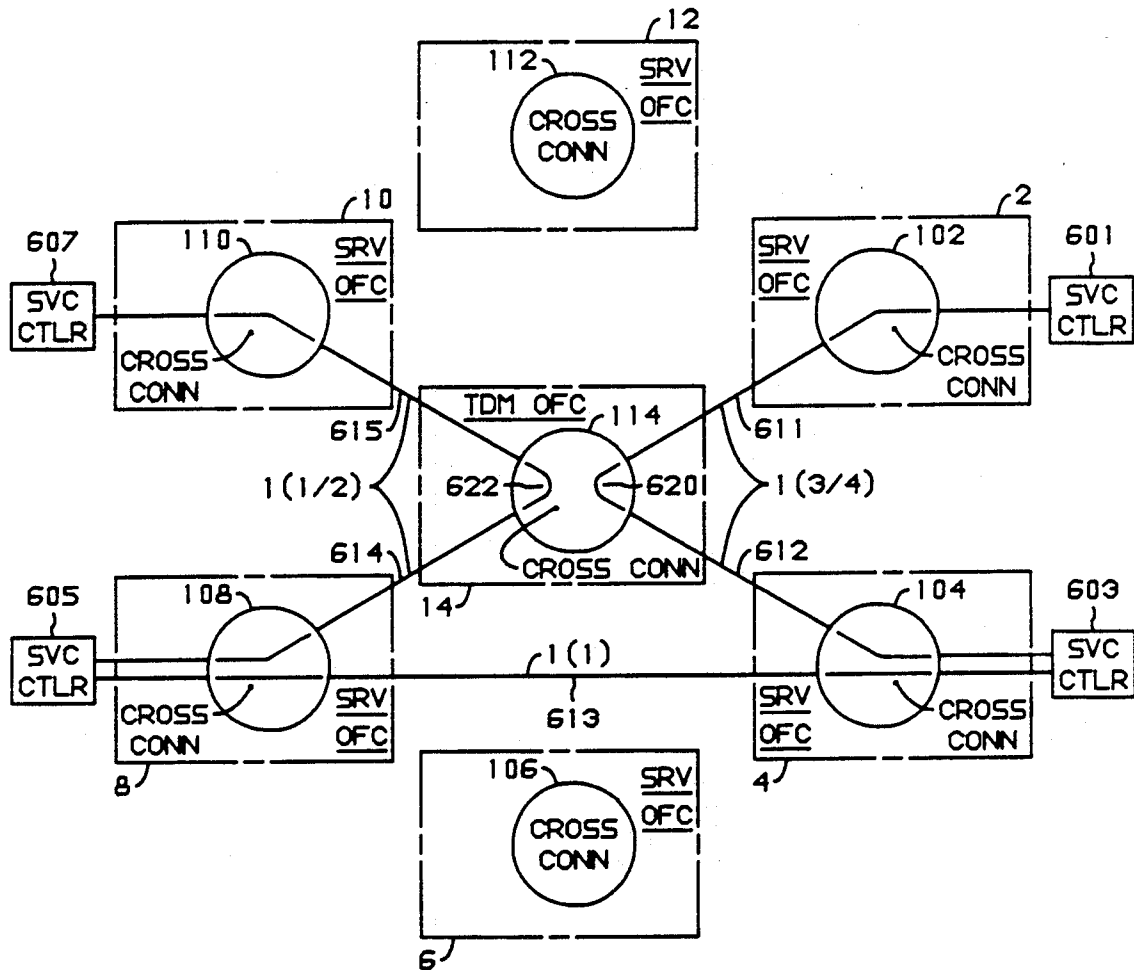 12
112
SRV
OFC
CROSS
CONN
10
2
607
110
SRV
OFC
SRV
OFC
102
601
SVC
CTLR
SVC
CTLR
CROSS
CONN
CROSS
CONN
TDM OFC
114
615
611
1(1/2)
622
620
1(3/4)
614
612
CROSS CONN
14
605
108
104
603
SVC
CTLR
1(1)
SVC
CTLR
613
CROSS
CONN
SRV
OFC
SRV
OFC
CROSS
CONN
8
4
106
SRV
OFC
CROSS
CONN
6